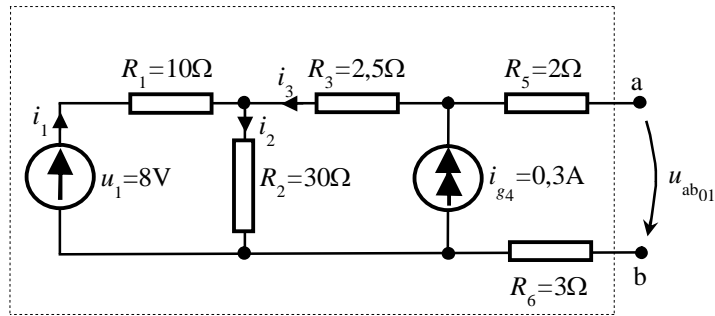 R1=10Ω
i3
R3=2,5Ω
R5=2Ω
a
i1
i2
u1=8V
R2=30Ω
ig4=0,3A
uab01
R6=3Ω
b